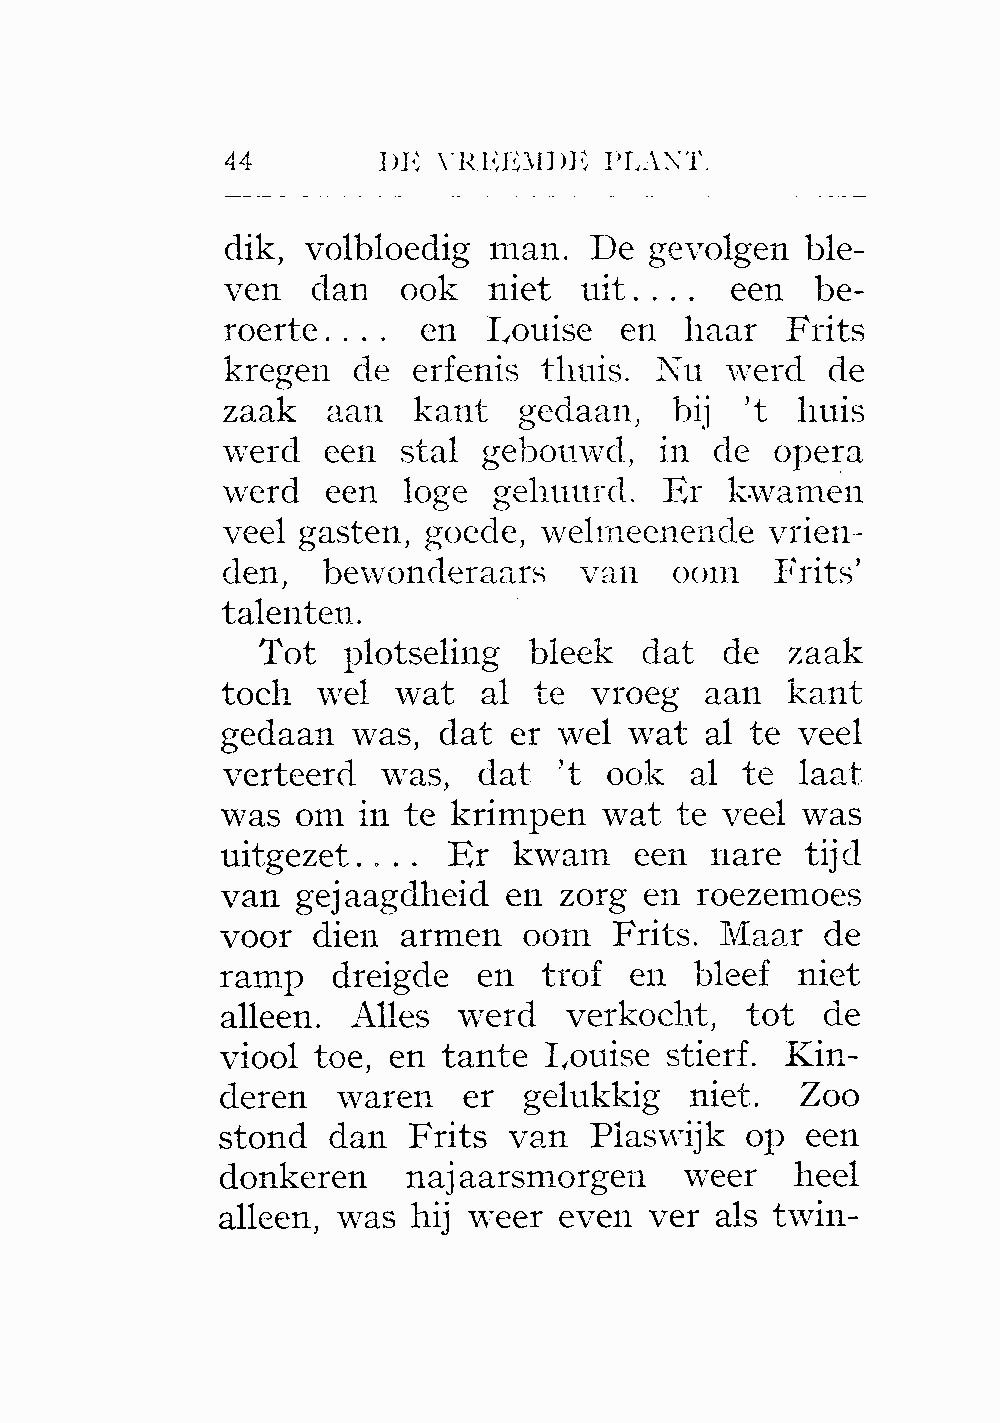 44 DE VREEMDE PLANT.
dik, volbloedig man. De gevolgen ble-
ven dan ook niet uit.... een be-
roerte.... en Louise en haar Frits
kregen de erfenis thuis. Nu werd de
zaak aan kant gedaan, bij 't huis
werd een stal gebouwd, in de opera
werd een loge gehuurd. Er kwamen
veel gasten, goede, welmeenende vrien-
den, bewonderaars van oom Frits'
talenten.
Tot plotseling bleek dat de zaak
toch wel wat al te vroeg aan kant
gedaan was, dat er wel wat al te veel
verteerd was, dat 't ook al te laat
was om in te krimpen wat te veel was
uitgezet.... Er kwam een nare tijd
van gejaagdheid en zorg en roezemoes
voor dien armen oom Frits. Maar de
ramp dreigde en trof en bleef niet
alleen. Alles werd verkocht, tot de
viool toe, en tante Louise stierf. Kin-
deren waren er gelukkig niet. Zoo
stond dan Frits van Plaswijk op een
donkeren najaarsmorgen weer heel
alleen, was hij weer even ver als twin-